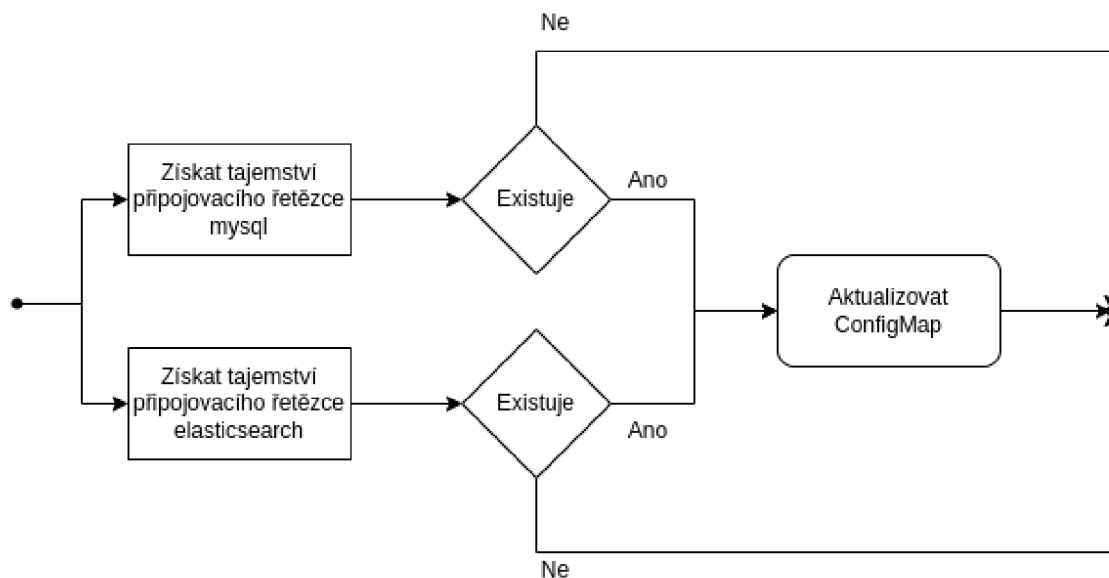 Ne
Získat tajemství
připojovacího řetězce
mysql
Existuje
Ano
Aktualizovat
ConfigMap
Získat tajemství
připojovacího řetězce
elasticsearch
Existuje
Ano
Ne